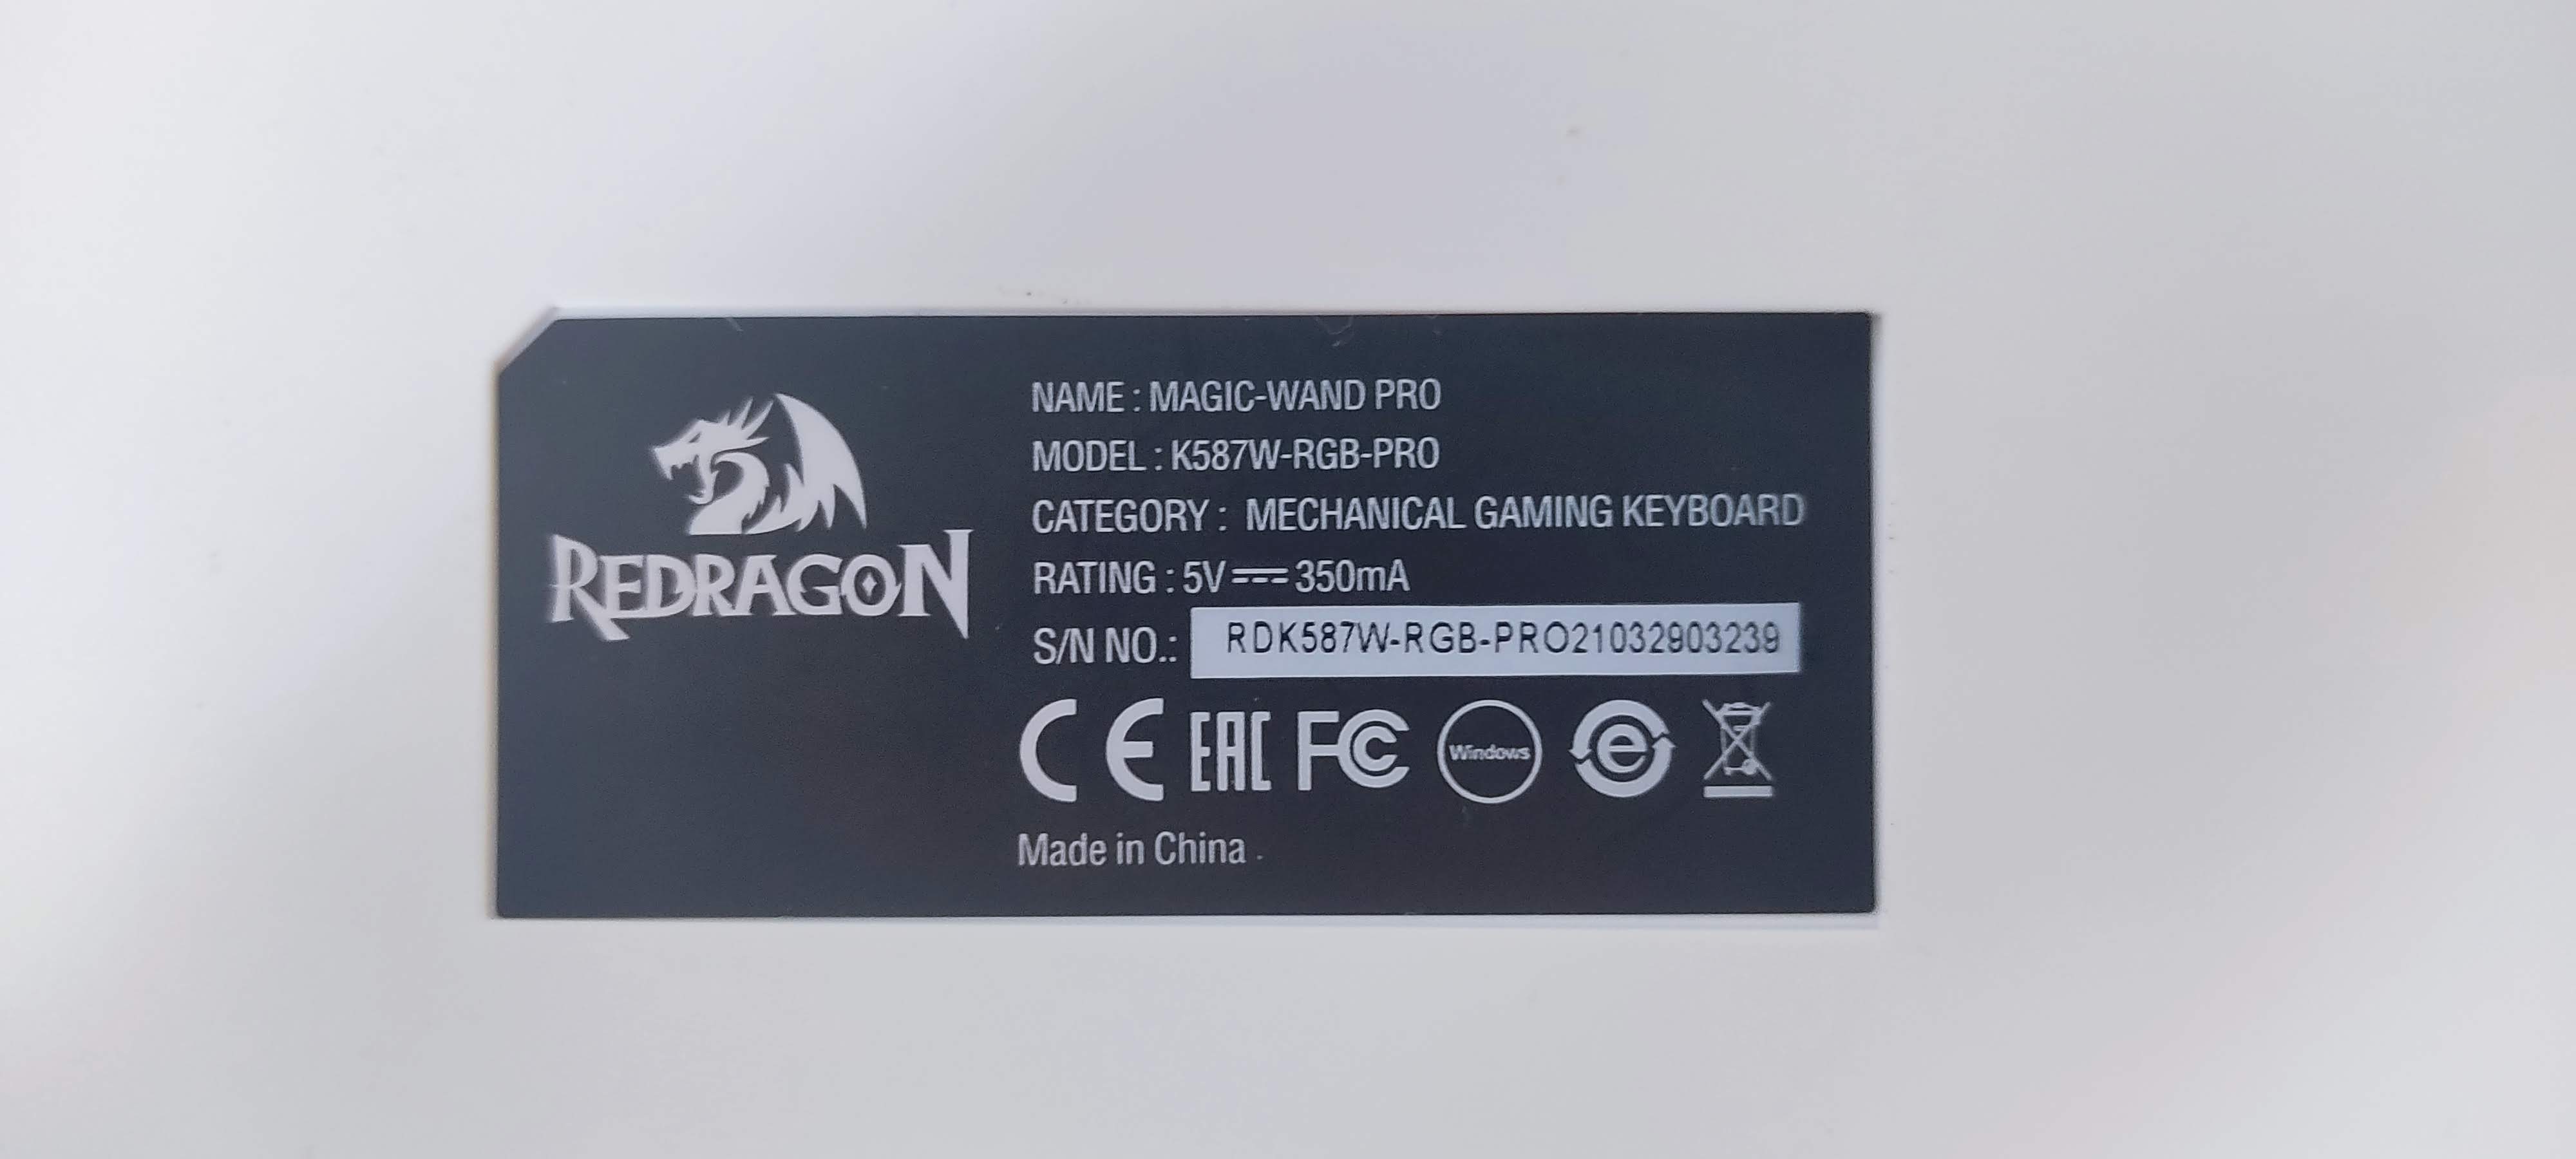 REDRAGON
NAME : MAGIC-WAND PRO
MODEL : K587W-RGB-PRO
CATEGORY : MECHANICAL GAMING KEYBOARD
RATING : 5V⎓350mA
S/N NO.: RDK587W-RGB-PRO21032903239
CE EAC FC Windows e
Made in China .